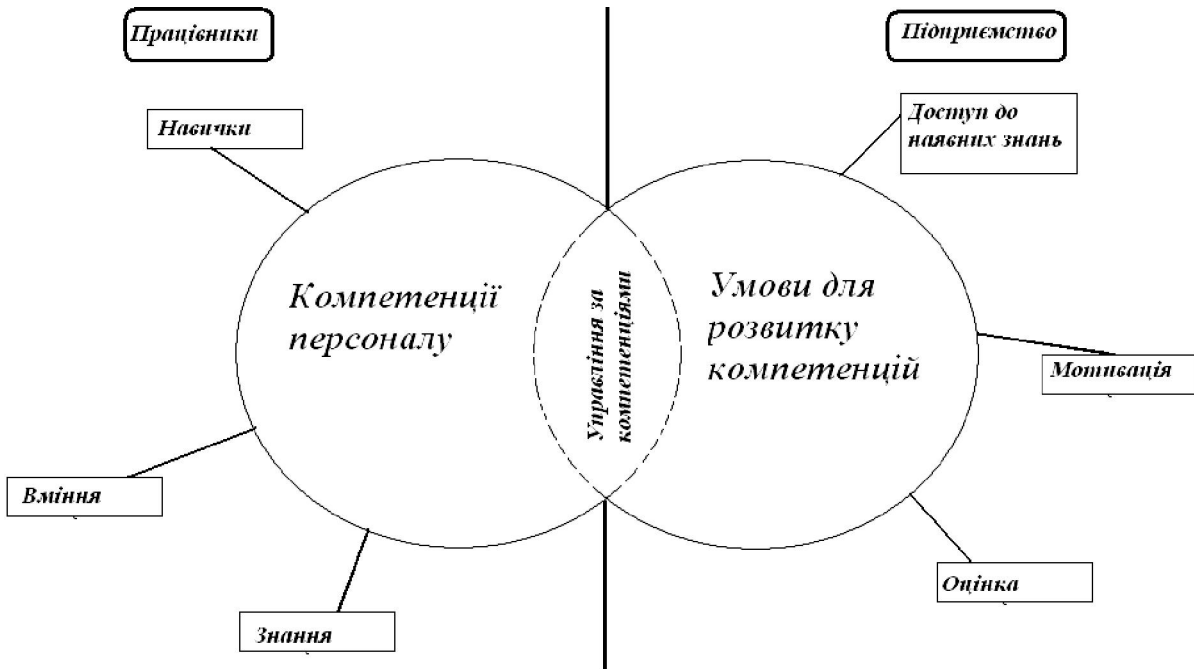 Працівники
Підприємство
Навички
Доступ до
наявних знань
Компетенції
персоналу
Управління за
компетенціями
Умови для
розвитку
компетенцій
Мотивація
Вміння
Оцінка
Знання